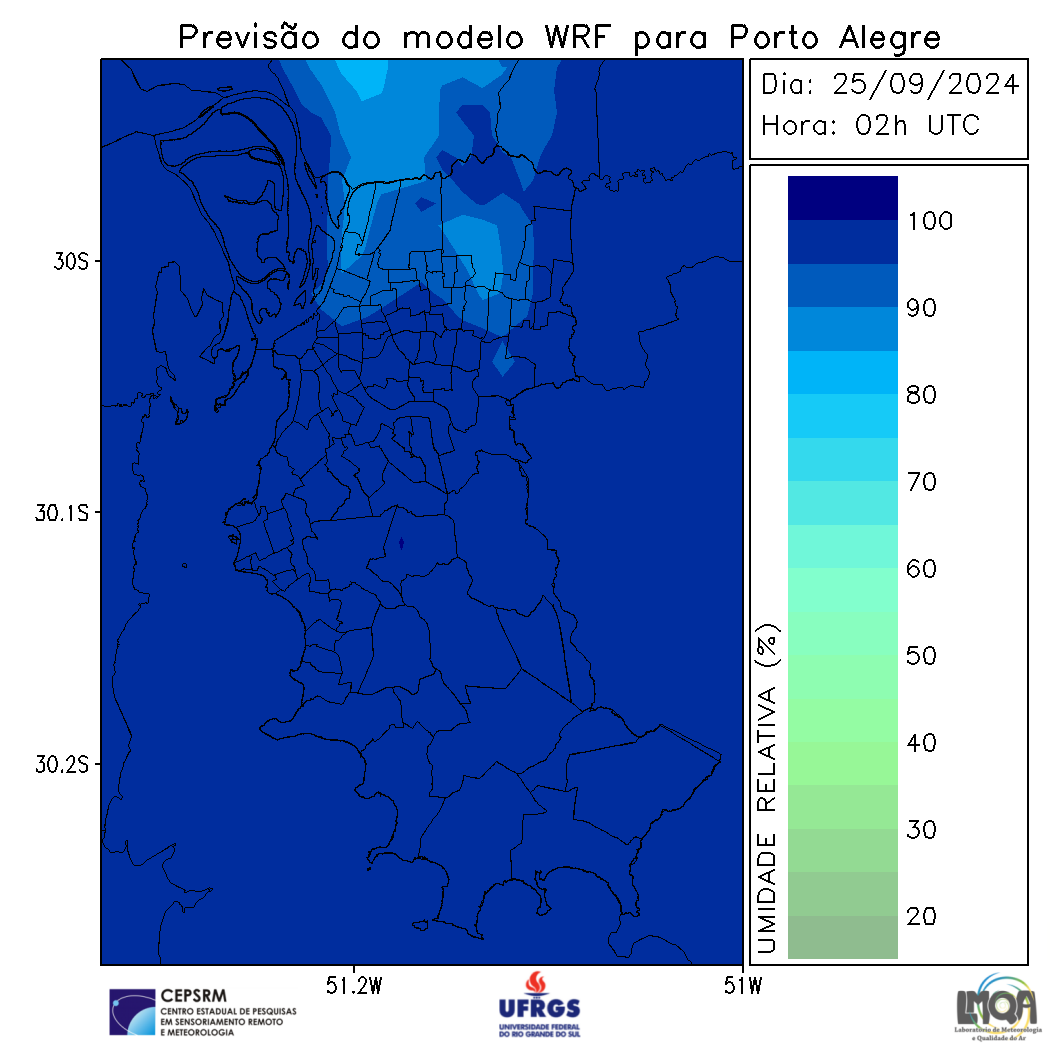 Previsão do modelo WRF para Porto Alegre
Dia: 25/09/2024
Hora: 02h UTC
30S
30.1S
30.2S
51.2W
51W
UMIDADE RELATIVA (%)
100
90
80
70
60
50
40
30
20
CEPSRM
CENTRO ESTADUAL DE PESQUISAS
EM SENSORIAMENTO REMOTO
E METEOROLOGIA
UFRGS
UNIVERSIDADE FEDERAL
DO RIO GRANDE DO SUL
LMQA
Laboratório de Meteorologia
e Qualidade do Ar